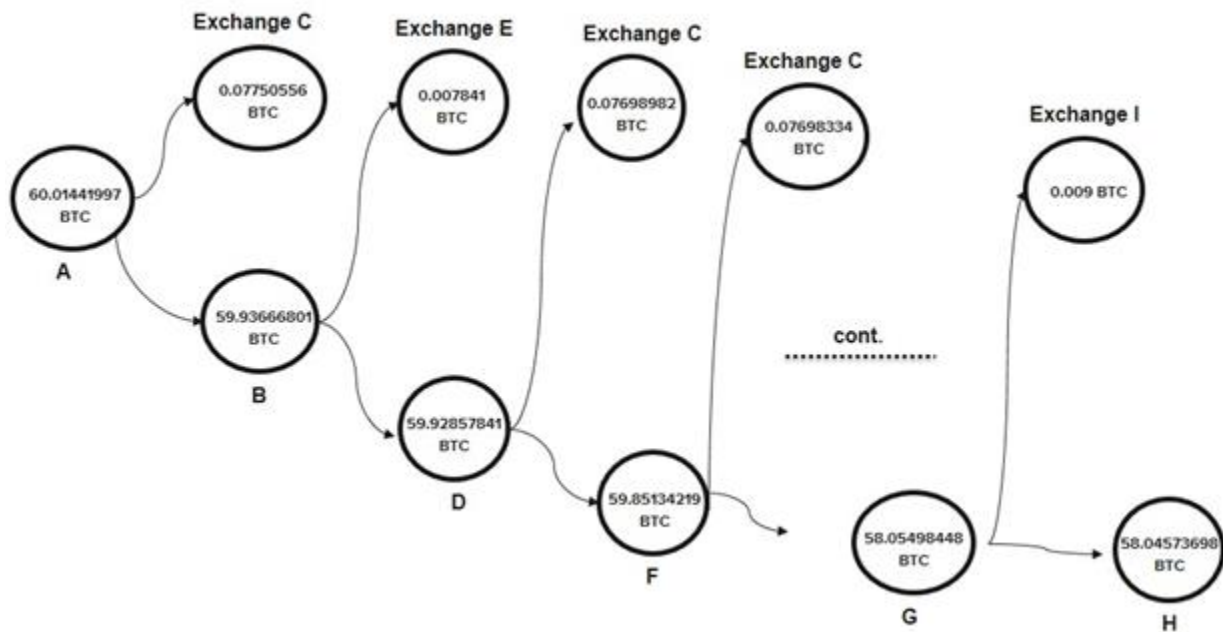 Exchange C
Exchange E
Exchange C
Exchange C
Exchange I
0.07750556
BTC
0.007841
BTC
0.07698982
BTC
0.07698334
BTC
0.009 BTC
60.01441997
BTC
A
59.93666801
BTC
B
cont.
59.92857841
BTC
D
59.85134219
BTC
F
58.05498448
BTC
G
58.04573698
BTC
H